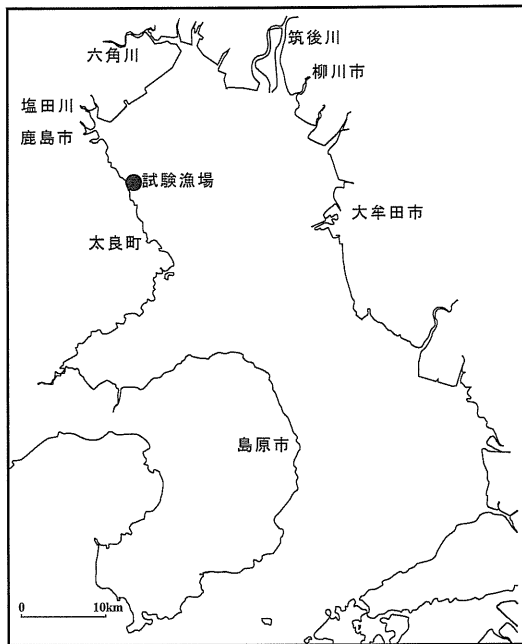 筑後川
六角川
柳川市
塩田川
鹿島市
試験漁場
大牟田市
太良町
島原市
0 10km